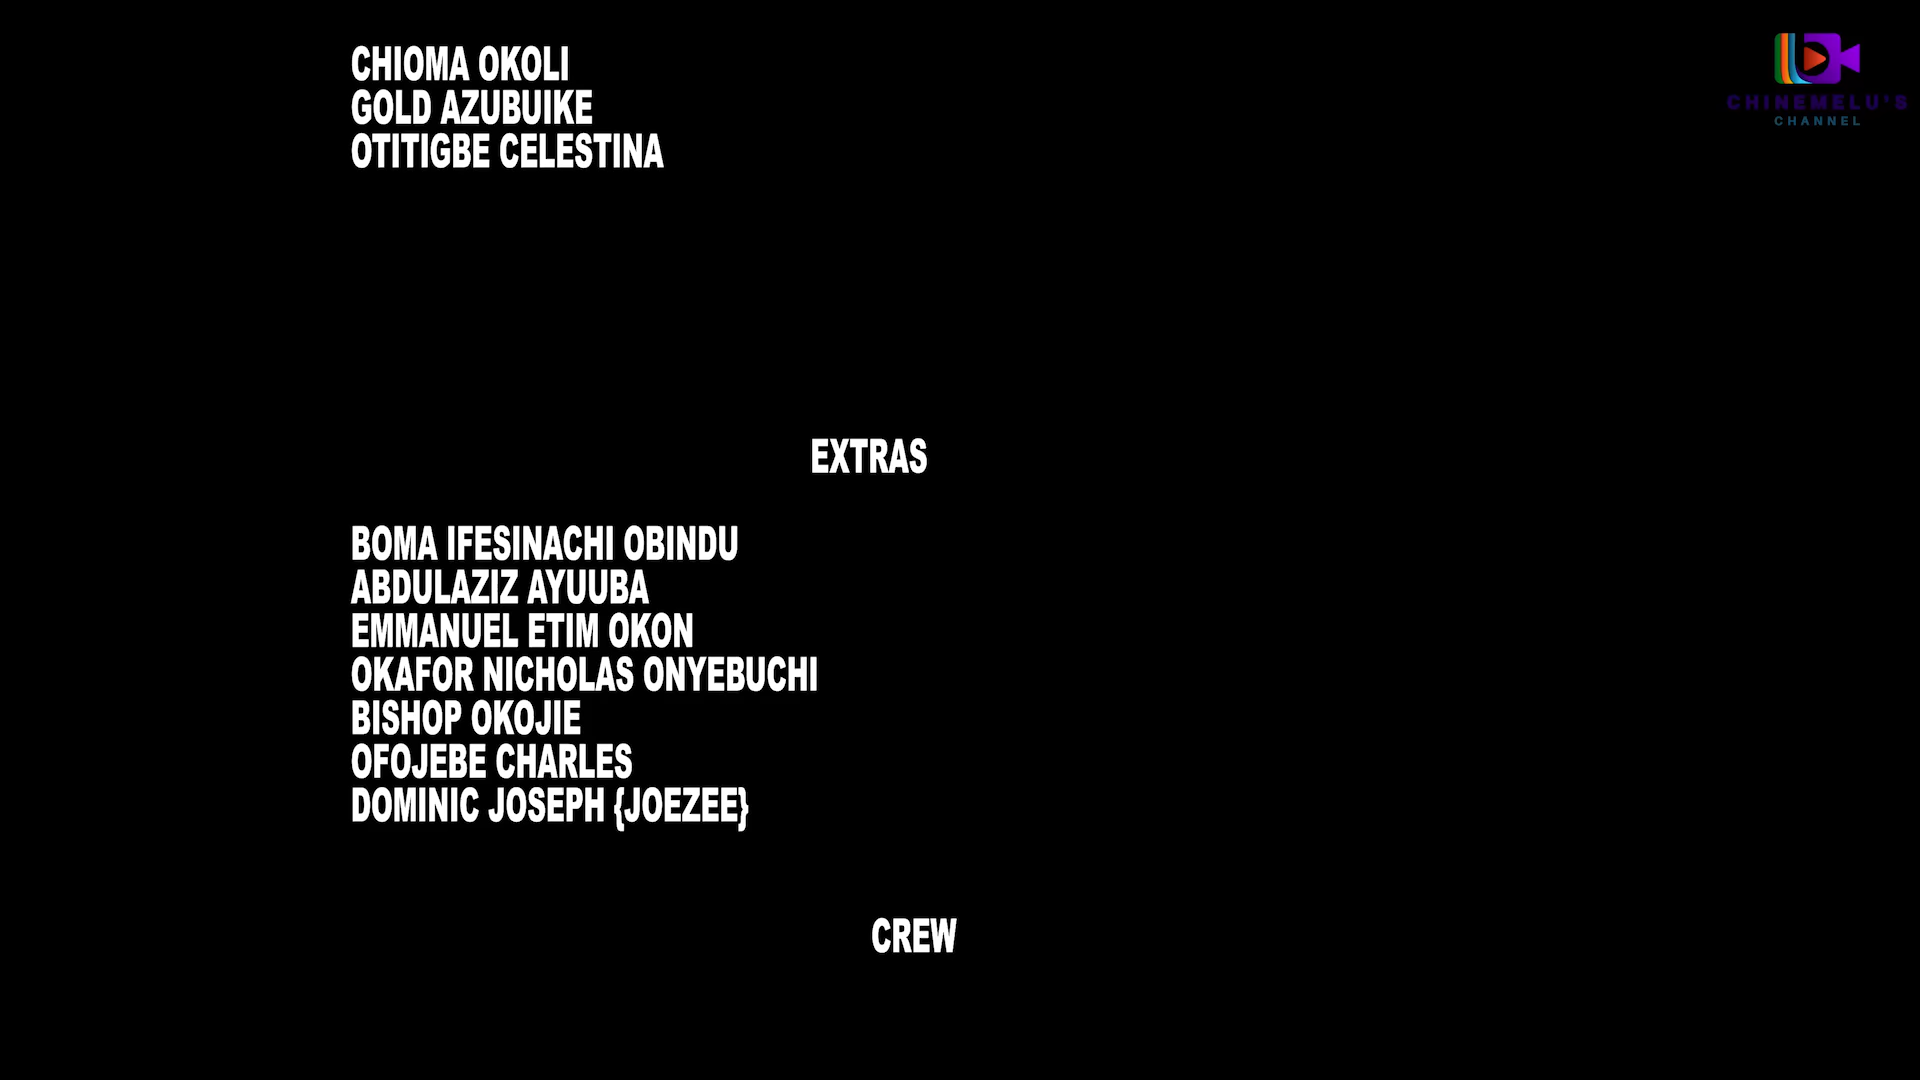 CHIOMA OKOLI
GOLD AZUBUIKE
OTITIGBE CELESTINA
CHINEMELU'S
CHANNEL
EXTRAS
BOMA IFESINACHI OBINDU
ABDULAZIZ AYUUBA
EMMANUEL ETIM OKON
OKAFOR NICHOLAS ONYEBUCHI
BISHOP OKOJIE
OFOJEBE CHARLES
DOMINIC JOSEPH {JOEZEE}
CREW